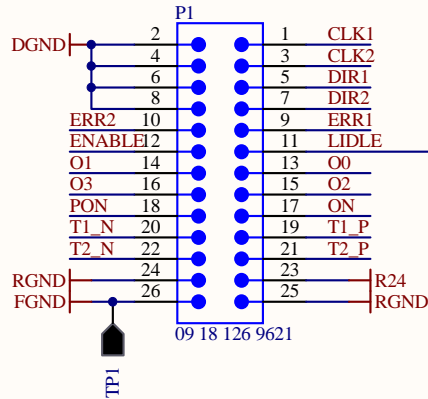 P1
DGND 2 1 CLK1
4 3 CLK2
6 5 DIR1
8 7 DIR2
ERR2 10 9 ERR1
ENABLE 12 11 LIDLE
O1 14 13 O0
O3 16 15 O2
PON 18 17 ON
T1_N 20 19 T1_P
T2_N 22 21 T2_P
RGND 24 23 R24
FGND 26 25 RGND
09 18 126 9621
TP1